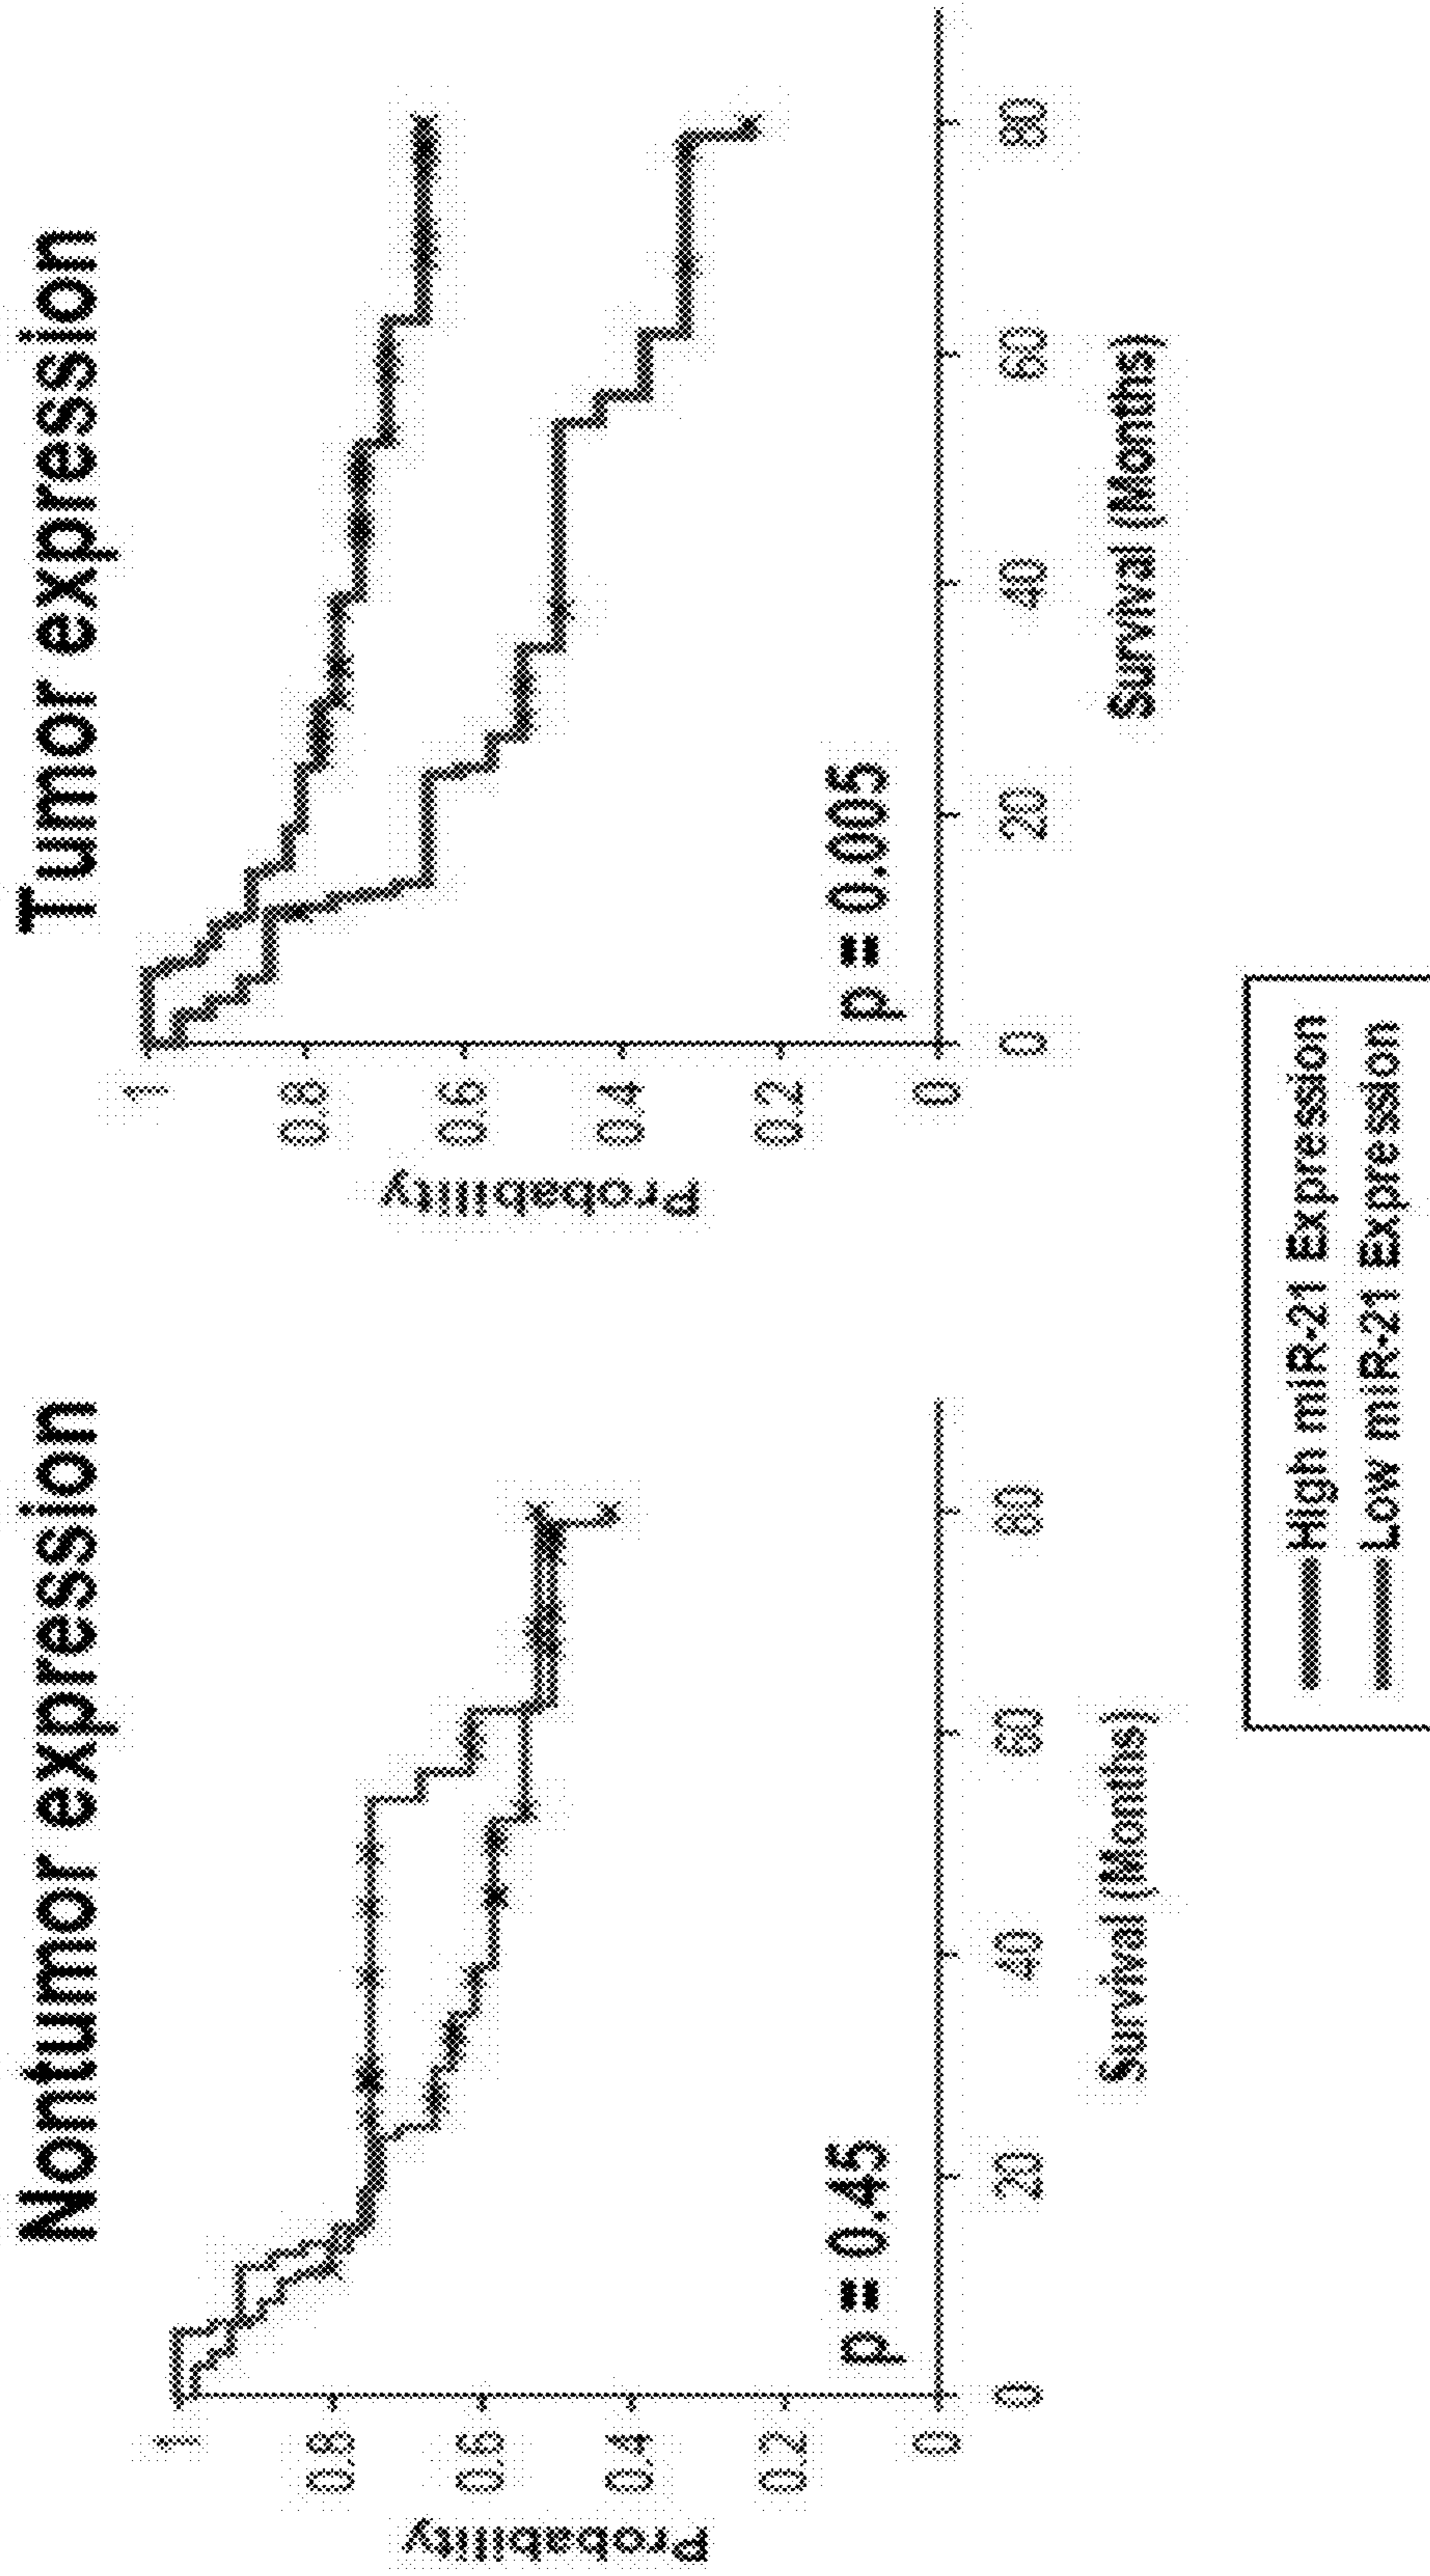 Nontumor expression
Probability
1
0.8
0.6
0.4
0.2
0
p = 0.45
0
20
40
60
80
Survival (Months)
Tumor expression
Probability
1
0.8
0.6
0.4
0.2
0
p = 0.005
0
20
40
60
80
Survival (Months)
High miR-21 Expression
Low miR-21 Expression